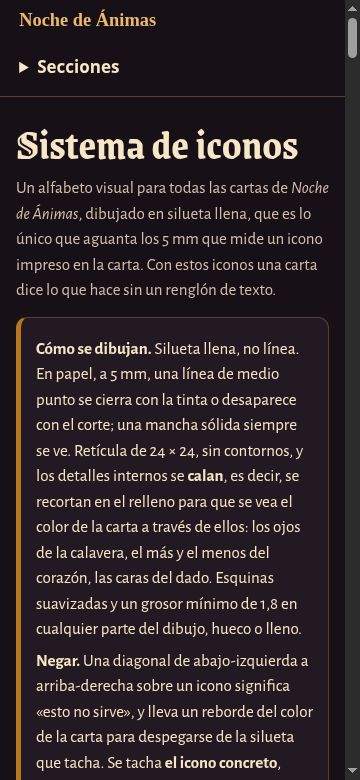 Noche de Ánimas
▶ Secciones
Sistema de iconos
Un alfabeto visual para todas las cartas de Noche
de Ánimas, dibujado en silueta llena, que es lo
único que aguanta los 5 mm que mide un icono
impreso en la carta. Con estos iconos una carta
dice lo que hace sin un renglón de texto.
Cómo se dibujan. Silueta llena, no línea.
En papel, a 5 mm, una línea de medio
punto se cierra con la tinta o desaparece
con el corte; una mancha sólida siempre
se ve. Retícula de 24 × 24, sin contornos, y
los detalles internos se calan, es decir, se
recortan en el relleno para que se vea el
color de la carta a través de ellos: los ojos
de la calavera, el más y el menos del
corazón, las caras del dado. Esquinas
suavizadas y un grosor mínimo de 1,8 en
cualquier parte del dibujo, hueco o lleno.
Negar. Una diagonal de abajo-izquierda a
arriba-derecha sobre un icono significa
«esto no sirve», y lleva un reborde del color
de la carta para despegarse de la silueta
que tacha. Se tacha el icono concreto,